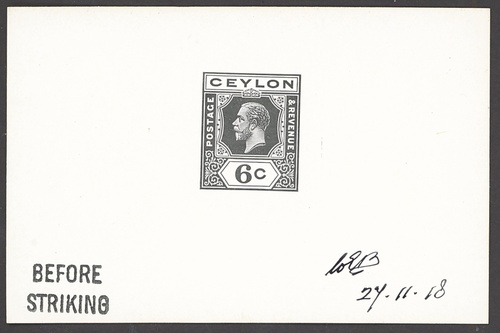 CEYLON
POSTAGE
& REVENUE
6C
BEFORE
STRIKING
27.11.18